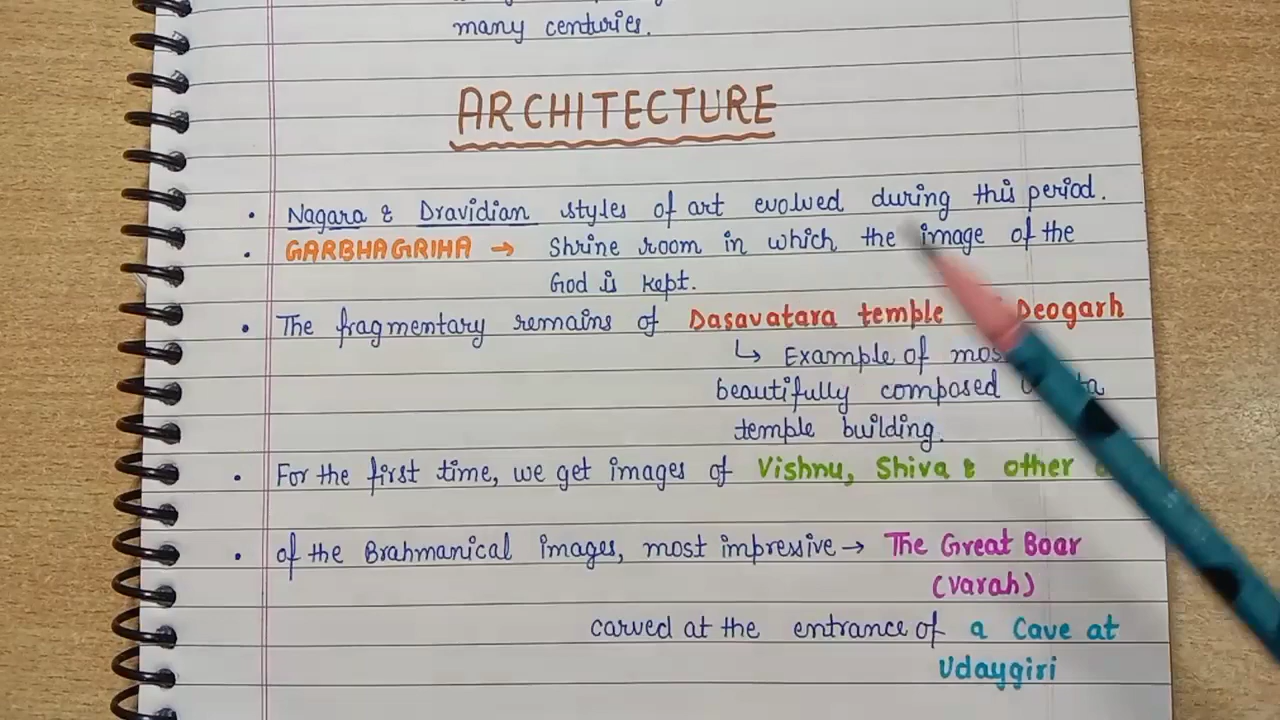 many centuries.
ARCHITECTURE
• Nagara & Dravidian styles of art evolved during this period.
• GARBHAGRIHA → Shrine room in which the image of the
God is kept.
• The fragmentary remains of Dasavatara temple Deogarh
↳ Example of
beautifully composed
temple building.
• For the first time, we get images of Vishnu, Shiva & other
• of the Brahmanical images, most impressive → The Great Boar
(Varah)
carved at the entrance of a Cave at
Udaygiri